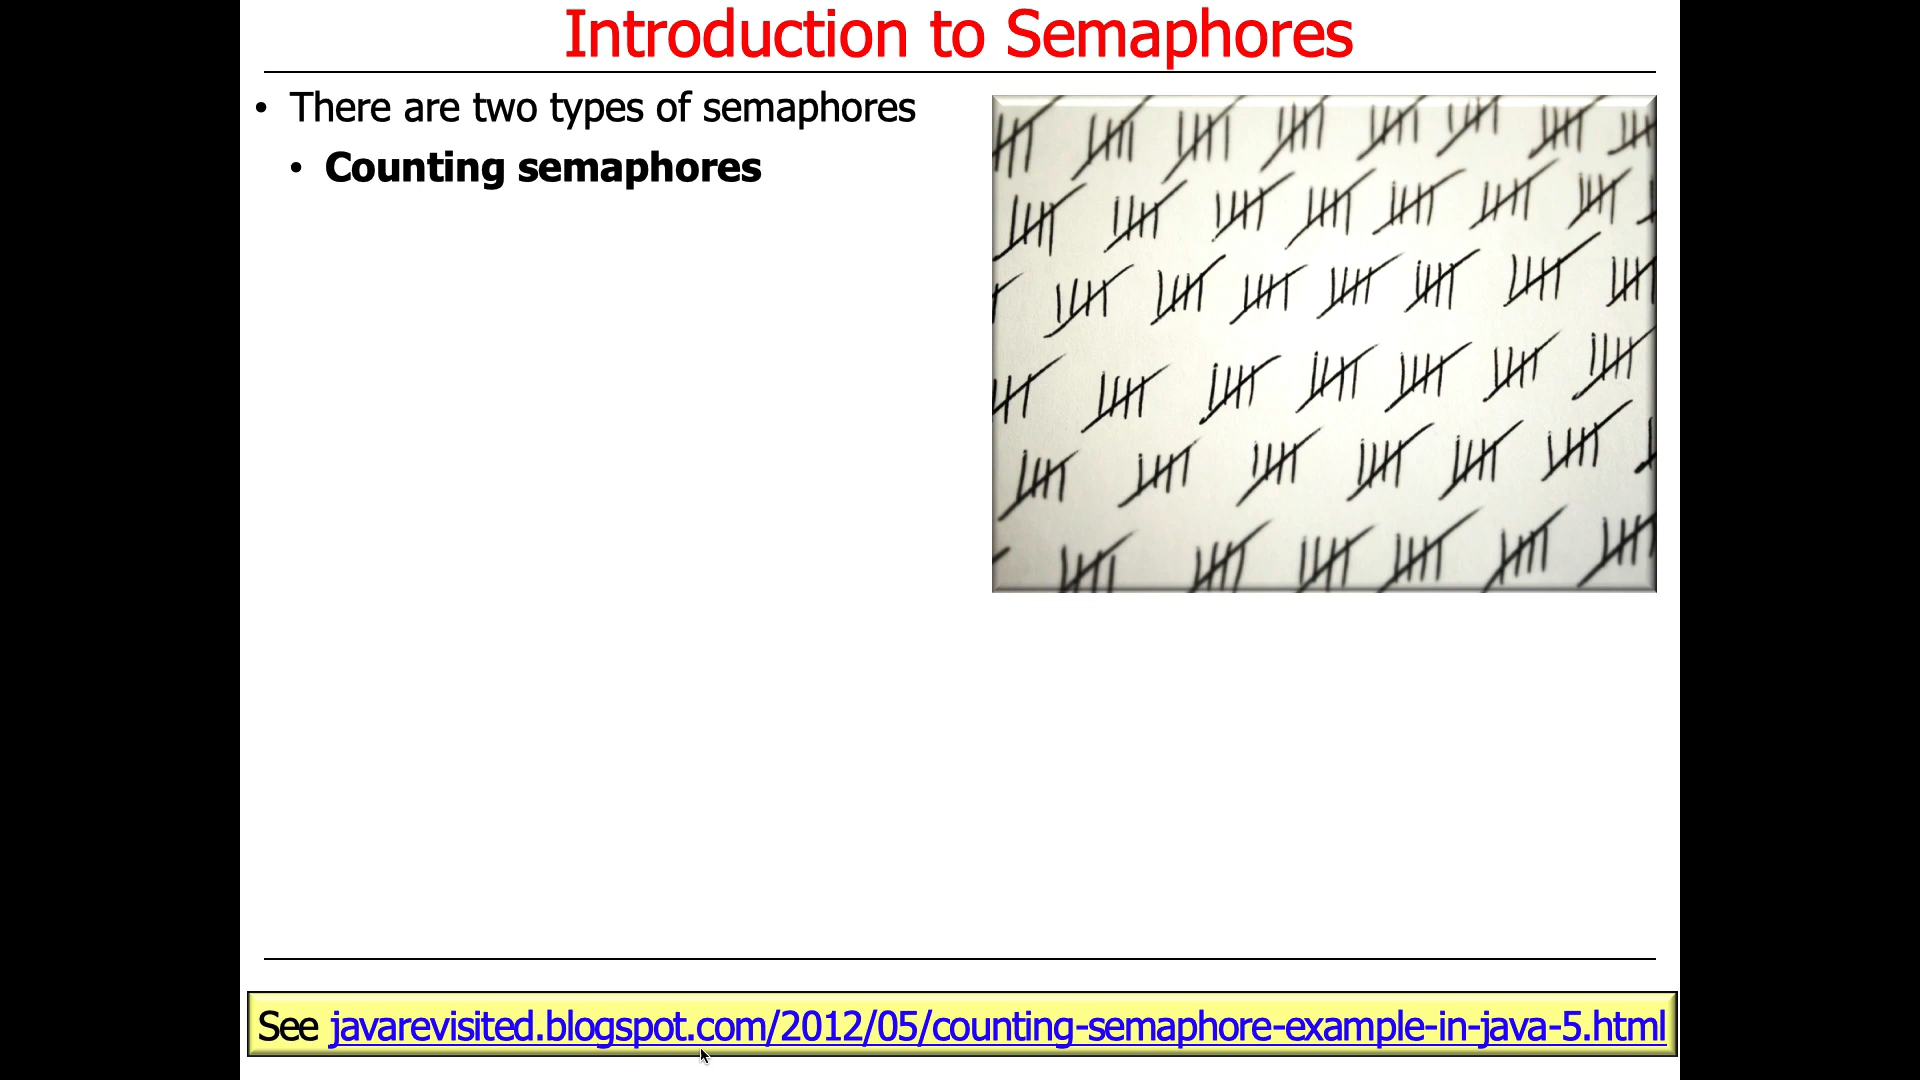 Introduction to Semaphores
• There are two types of semaphores
• Counting semaphores
See javarevisited.blogspot.com/2012/05/counting-semaphore-example-in-java-5.html